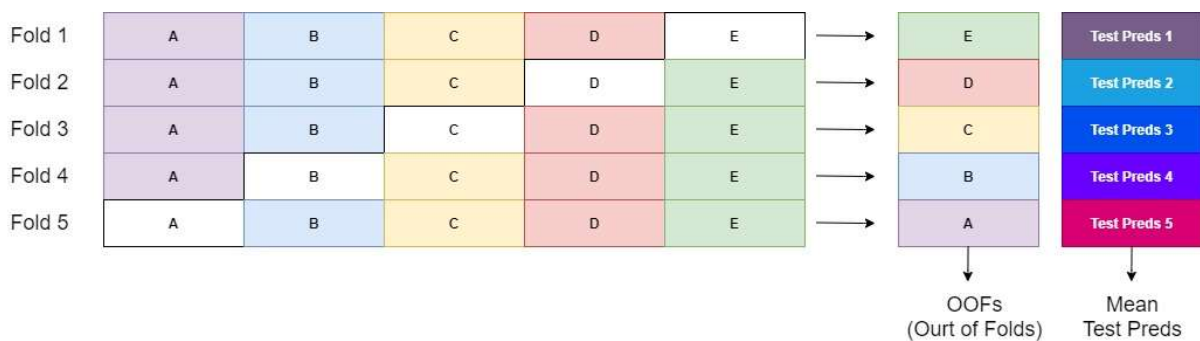 Fold 1 A B C D E E Test Preds 1
Fold 2 A B C D E D Test Preds 2
Fold 3 A B C D E C Test Preds 3
Fold 4 A B C D E B Test Preds 4
Fold 5 A B C D E A Test Preds 5
OOFs Mean
(Ourt of Folds) Test Preds